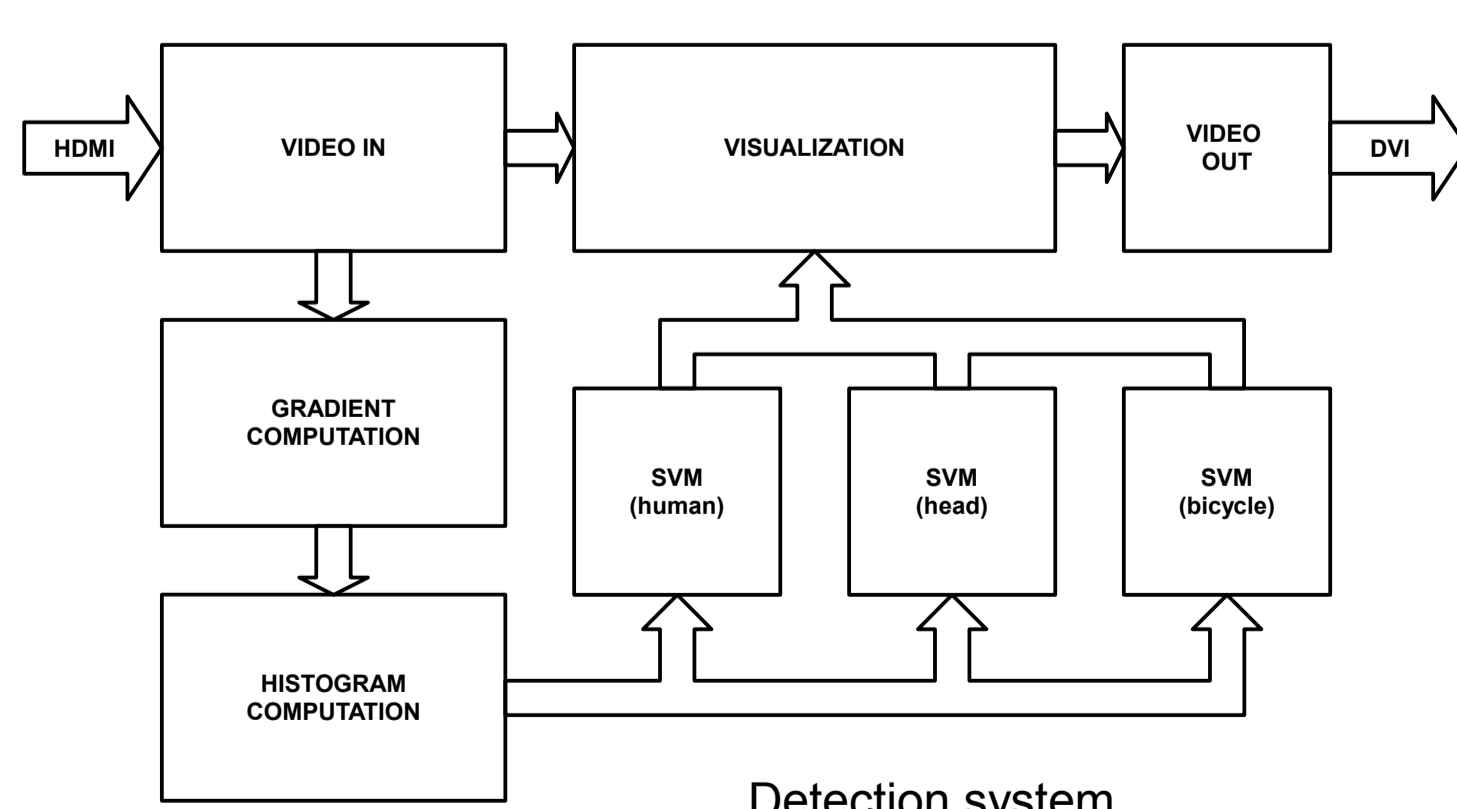 HDMI
VIDEO IN
VISUALIZATION
VIDEO
OUT
DVI
GRADIENT
COMPUTATION
SVM
(human)
SVM
(head)
SVM
(bicycle)
HISTOGRAM
COMPUTATION
Detection system